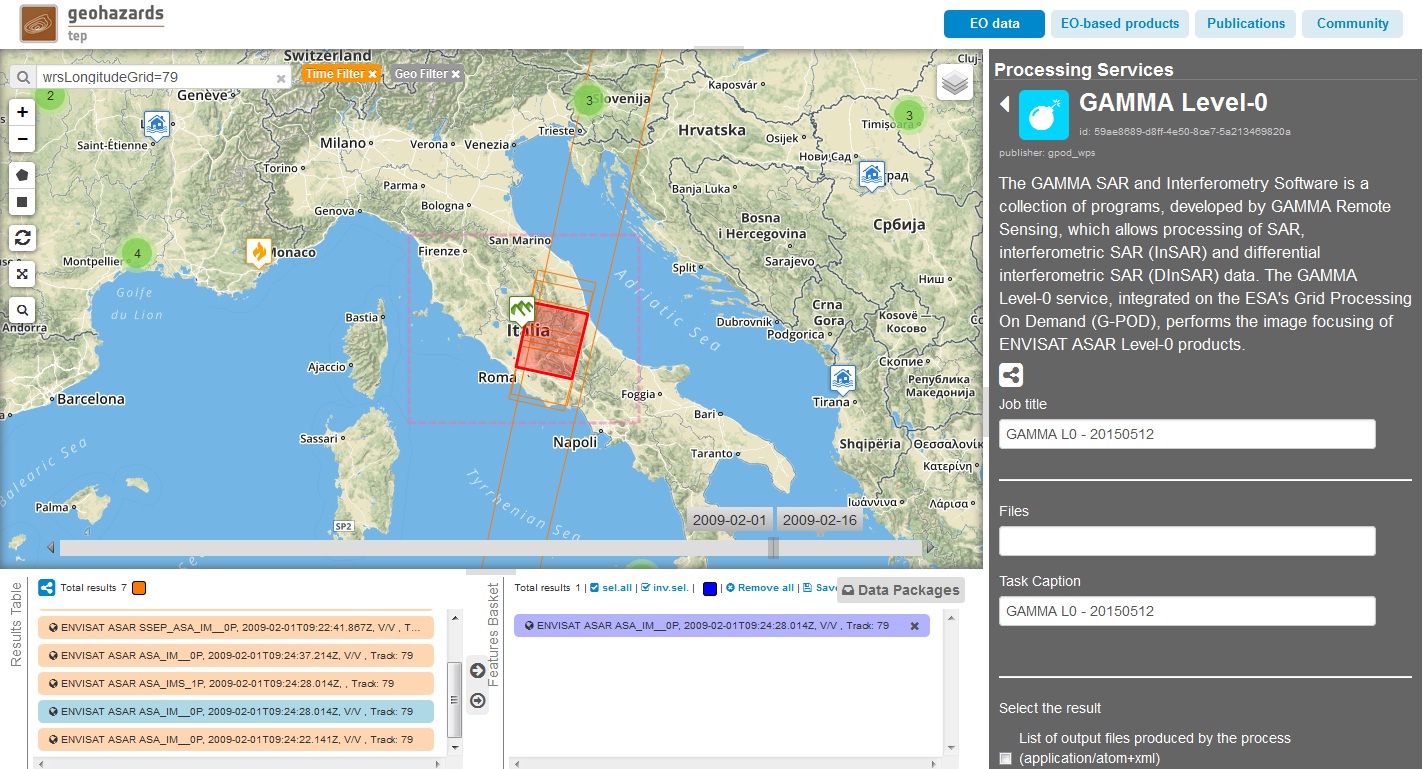 geohazards
tep
EO data
EO-based products
Publications
Community
wrsLongitudeGrid=79
Time Filter
Geo Filter
Switzerland
Genève
Saint-Étienne
2
3
3
4
Slovenija
Trieste
Milano
Verona
Venezia
Torino
Parma
Genova
Bologna
Kaposvár
Cluj-
Hrvatska
Osijek
Timișoara
Нови Сад
рад
Banja Luka
Bosna
i Hercegovina
Sarajevo
Србија
Montpellier
Monaco
Firenze
San Marino
Golfe
du Lion
Andorra
Bastia
Ajaccio
Italia
Roma
Split
Adriatic Sea
Dubrovnik
Crna
Gora
Podgorica
Ниш
Kosovë
Косово
Скопје
Република
Македонија
Barcelona
Sassari
Napoli
Foggia
Bari
Taranto
Tirana
Shqipëria
Θεσσαλονίκ
Κατερίνη
Ιωάννινα
Λάρισα
Balearic Sea
Palma
Tyrrhenian Sea
SP2
2009-02-01
2009-02-16
Processing Services
GAMMA Level-0
id: 59ae8689-d8ff-4e50-8ce7-5a213469820a
publisher: gpod_wps
The GAMMA SAR and Interferometry Software is a
collection of programs, developed by GAMMA Remote
Sensing, which allows processing of SAR,
interferometric SAR (InSAR) and differential
interferometric SAR (DInSAR) data. The GAMMA
Level-0 service, integrated on the ESA's Grid Processing
On Demand (G-POD), performs the image focusing of
ENVISAT ASAR Level-0 products.
Job title
GAMMA L0 - 20150512
Files
Task Caption
GAMMA L0 - 20150512
Select the result
List of output files produced by the process
(application/atom+xml)
Results Table
Total results 7
ENVISAT ASAR SSEP_ASA_IM__0P, 2009-02-01T09:22:41.867Z, V/V , T...
ENVISAT ASAR ASA_IM__0P, 2009-02-01T09:24:37.214Z, V/V , Track: 79
ENVISAT ASAR ASA_IMS_1P, 2009-02-01T09:24:28.014Z, , Track: 79
ENVISAT ASAR ASA_IM__0P, 2009-02-01T09:24:28.014Z, V/V , Track: 79
ENVISAT ASAR ASA_IM__0P, 2009-02-01T09:24:22.141Z, V/V , Track: 79
Features Basket
Total results 1 | sel.all | inv.sel. | Remove all | Save
Data Packages
ENVISAT ASAR ASA_IM__0P, 2009-02-01T09:24:28.014Z, V/V , Track: 79